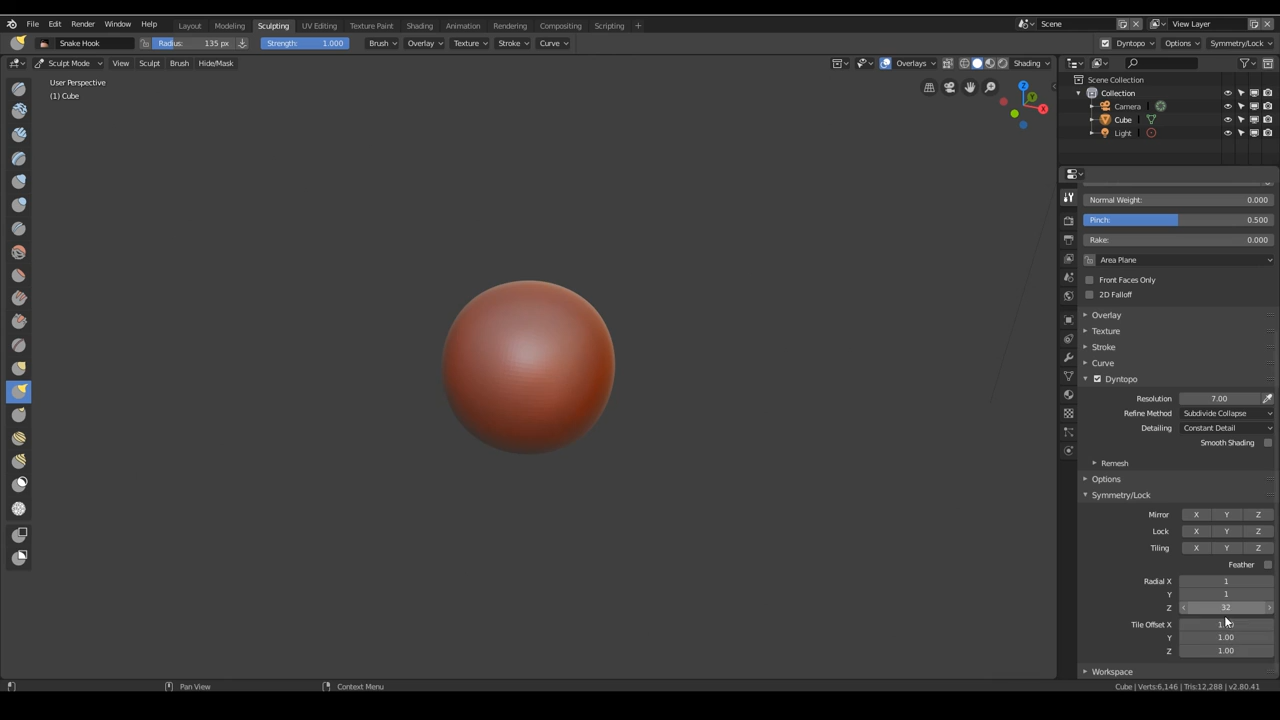 File Edit Render Window Help Layout Modeling Sculpting UV Editing Texture Paint Shading Animation Rendering Compositing Scripting + Scene View Layer
Snake Hook Radius: 135 px Strength: 1.000 Brush Overlay Texture Stroke Curve Dyntopo Options Symmetry/Lock
Sculpt Mode View Sculpt Brush Hide/Mask Overlays Shading
User Perspective
(1) Cube
Z
Y
X
Scene Collection
Collection
Camera
Cube
Light
Normal Weight: 0.000
Pinch: 0.500
Rake: 0.000
Area Plane
Front Faces Only
2D Falloff
Overlay
Texture
Stroke
Curve
Dyntopo
Resolution 7.00
Refine Method Subdivide Collapse
Detailing Constant Detail
Smooth Shading
Remesh
Options
Symmetry/Lock
Mirror X Y Z
Lock X Y Z
Tiling X Y Z
Feather
Radial X 1
Y 1
Z 32
Tile Offset X
Y 1.00
Z 1.00
Workspace
Pan View Context Menu Cube | Verts:6,146 | Tris:12,288 | v2.80.41